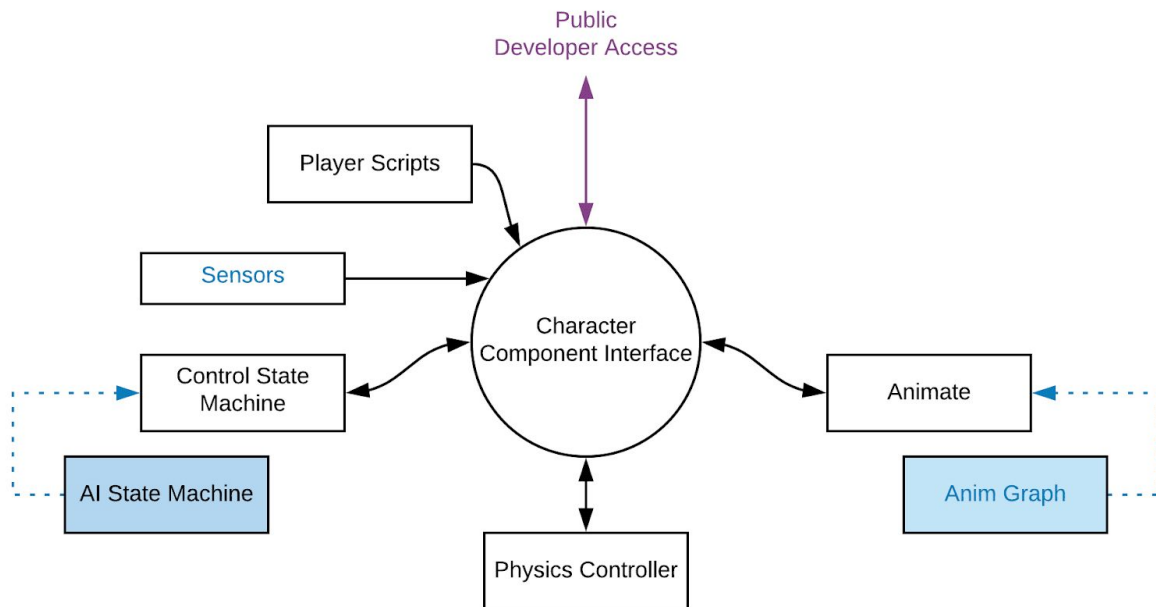 Public
Developer Access
Player Scripts
Sensors
Character
Component Interface
Control State
Machine
Animate
AI State Machine
Anim Graph
Physics Controller